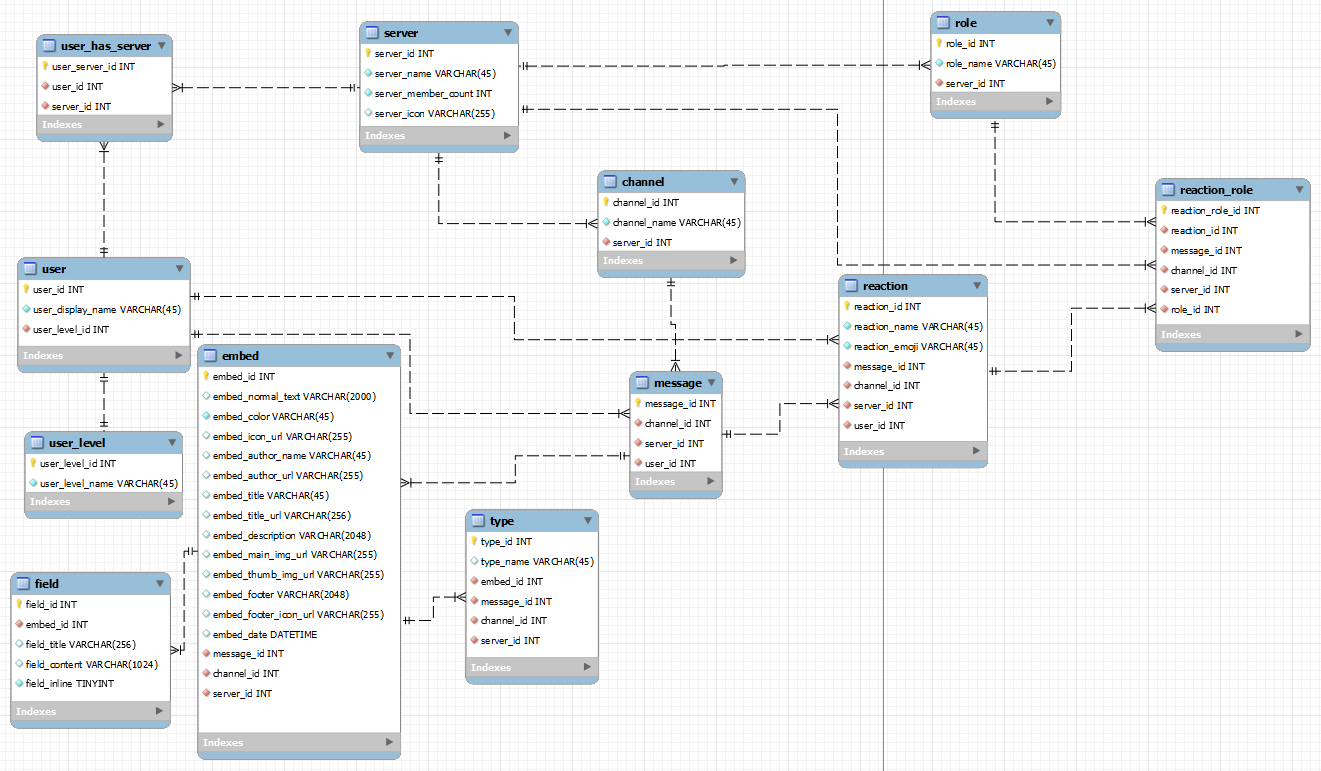 user_has_server
user_server_id INT
user_id INT
server_id INT
Indexes
server
server_id INT
server_name VARCHAR(45)
server_member_count INT
server_icon VARCHAR(255)
Indexes
role
role_id INT
role_name VARCHAR(45)
server_id INT
Indexes
channel
channel_id INT
channel_name VARCHAR(45)
server_id INT
Indexes
reaction_role
reaction_role_id INT
reaction_id INT
message_id INT
channel_id INT
server_id INT
role_id INT
Indexes
user
user_id INT
user_display_name VARCHAR(45)
user_level_id INT
Indexes
reaction
reaction_id INT
reaction_name VARCHAR(45)
reaction_emoji VARCHAR(45)
message_id INT
channel_id INT
server_id INT
user_id INT
Indexes
embed
embed_id INT
embed_normal_text VARCHAR(2000)
embed_color VARCHAR(45)
embed_icon_url VARCHAR(255)
embed_author_name VARCHAR(45)
embed_author_url VARCHAR(255)
embed_title VARCHAR(45)
embed_title_url VARCHAR(256)
embed_description VARCHAR(2048)
embed_main_img_url VARCHAR(255)
embed_thumb_img_url VARCHAR(255)
embed_footer VARCHAR(2048)
embed_footer_icon_url VARCHAR(255)
embed_date DATETIME
message_id INT
channel_id INT
server_id INT
Indexes
message
message_id INT
channel_id INT
server_id INT
user_id INT
Indexes
user_level
user_level_id INT
user_level_name VARCHAR(45)
Indexes
type
type_id INT
type_name VARCHAR(45)
embed_id INT
message_id INT
channel_id INT
server_id INT
Indexes
field
field_id INT
embed_id INT
field_title VARCHAR(256)
field_content VARCHAR(1024)
field_inline TINYINT
Indexes